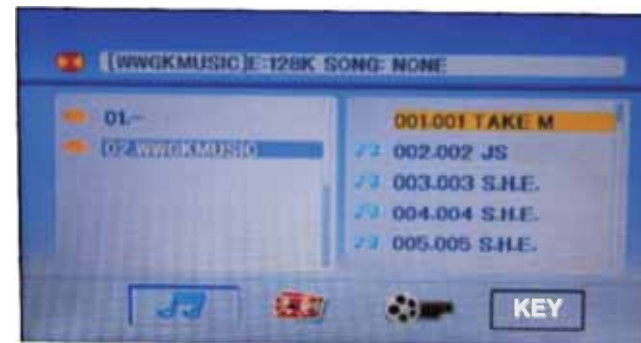 [WWGKMUSIC]E:128K SONG: NONE
01.--
02.WWGKMUSIC
001.001 TAKE M
002.002 JS
003.003 S.H.E.
004.004 S.H.E.
005.005 S.H.E.
KEY